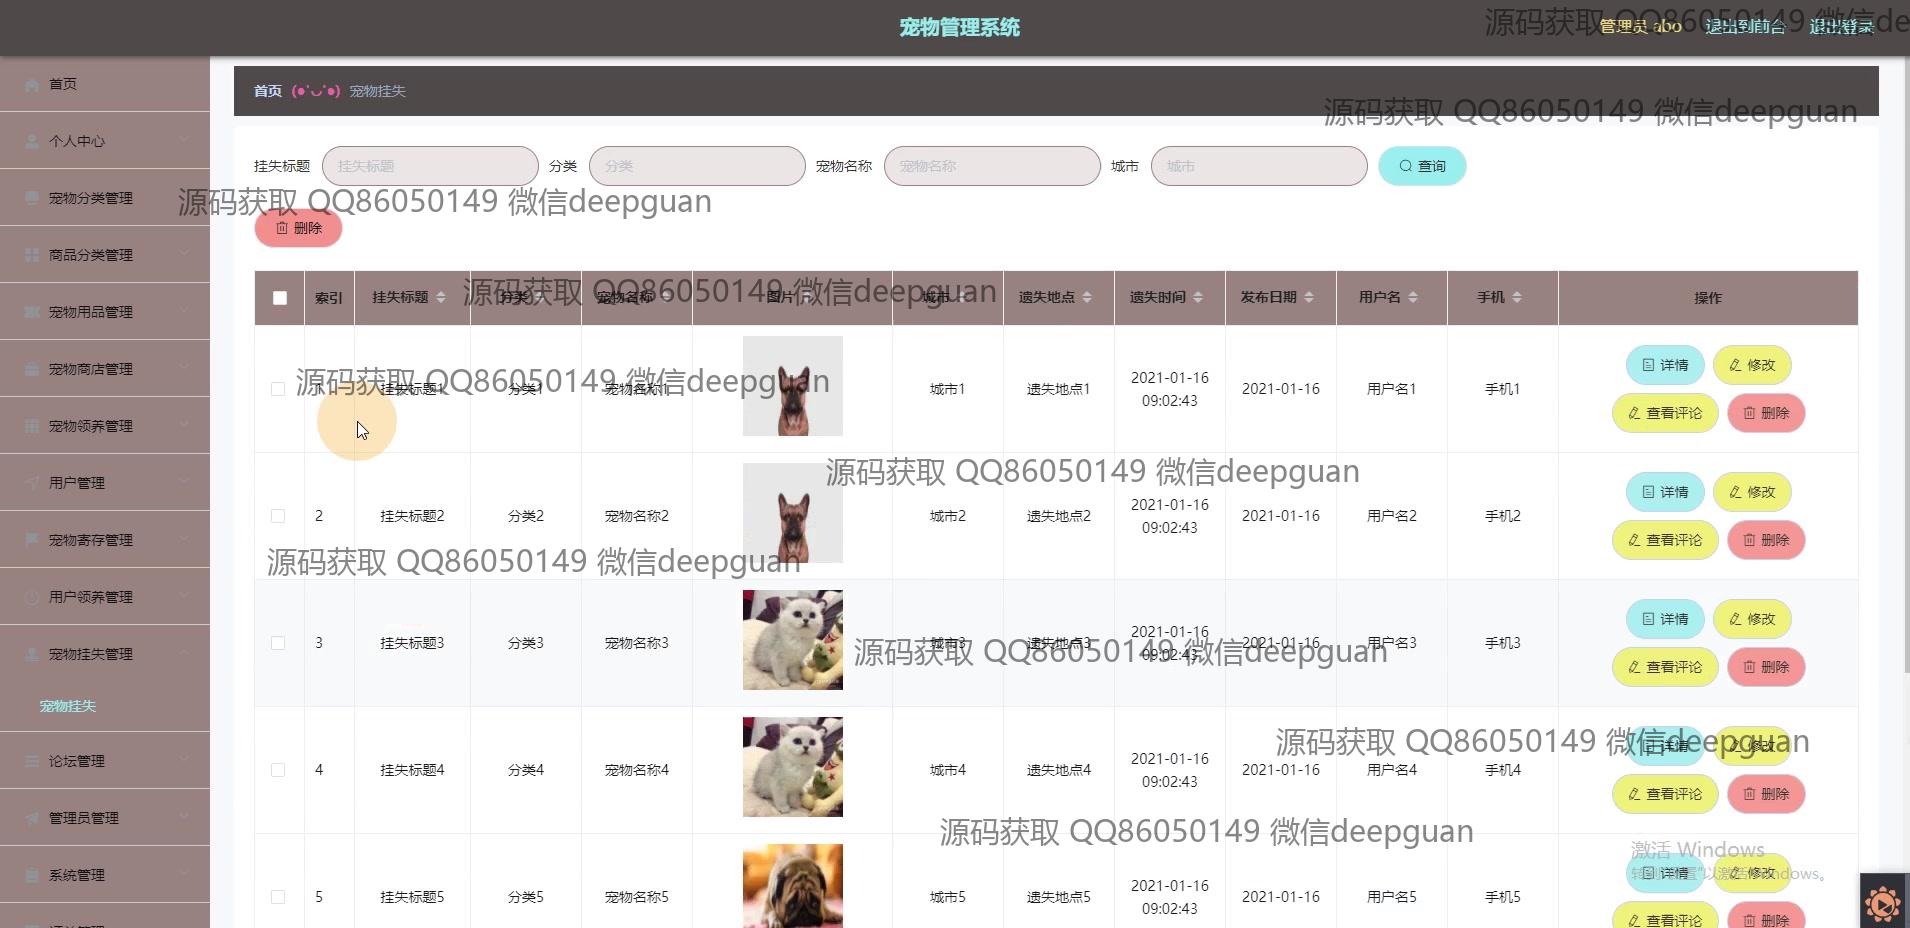 宠物管理系统
管理员 abo 退出到前台 退出登录
源码获取 QQ86050149 微信de
首页
个人中心
宠物分类管理
商品分类管理
宠物用品管理
宠物商店管理
宠物领养管理
用户管理
宠物寄存管理
用户领养管理
宠物挂失管理
宠物挂失
论坛管理
管理员管理
系统管理
首页 (●'◡'●) 宠物挂失
源码获取 QQ86050149 微信deepguan
挂失标题 挂失标题 分类 分类 宠物名称 宠物名称 城市 城市 查询
源码获取 QQ86050149 微信deepguan
删除
索引 挂失标题 分类 宠物名称 图片 城市 遗失地点 遗失时间 发布日期 用户名 手机 操作
源码获取 QQ86050149 微信deepguan
1 挂失标题1 分类1 宠物名称1 城市1 遗失地点1 2021-01-16 09:02:43 2021-01-16 用户名1 手机1 详情 修改
查看评论 删除
源码获取 QQ86050149 微信deepguan
源码获取 QQ86050149 微信deepguan
2 挂失标题2 分类2 宠物名称2 城市2 遗失地点2 2021-01-16 09:02:43 2021-01-16 用户名2 手机2 详情 修改
查看评论 删除
源码获取 QQ86050149 微信deepguan
3 挂失标题3 分类3 宠物名称3 城市3 遗失地点3 2021-01-16 09:02:43 2021-01-16 用户名3 手机3 详情 修改
查看评论 删除
源码获取 QQ86050149 微信deepguan
源码获取 QQ86050149 微信deepguan
4 挂失标题4 分类4 宠物名称4 城市4 遗失地点4 2021-01-16 09:02:43 2021-01-16 用户名4 手机4 详情 修改
查看评论 删除
源码获取 QQ86050149 微信deepguan
5 挂失标题5 分类5 宠物名称5 城市5 遗失地点5 2021-01-16 09:02:43 2021-01-16 用户名5 手机5 详情 修改
查看评论 删除
激活 Windows